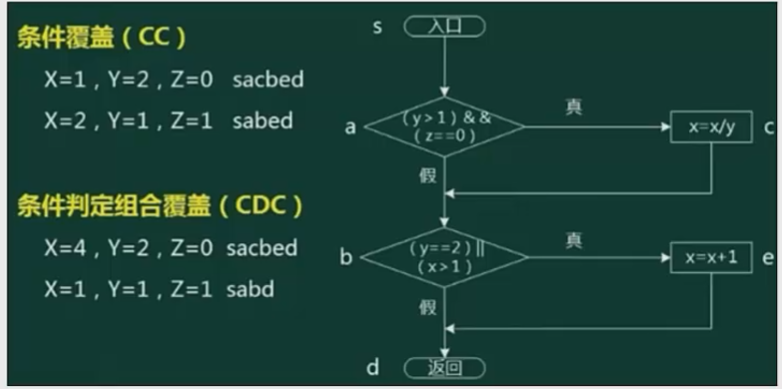 条件覆盖（CC）
X=1，Y=2，Z=0 sacbed
X=2，Y=1，Z=1 sabed
条件判定组合覆盖（CDC）
X=4，Y=2，Z=0 sacbed
X=1，Y=1，Z=1 sabd
s
入口
a
(y>1)&&
(z==0)
真
x=x/y
c
假
b
(y==2)||
(x>1)
真
x=x+1
e
假
d
返回